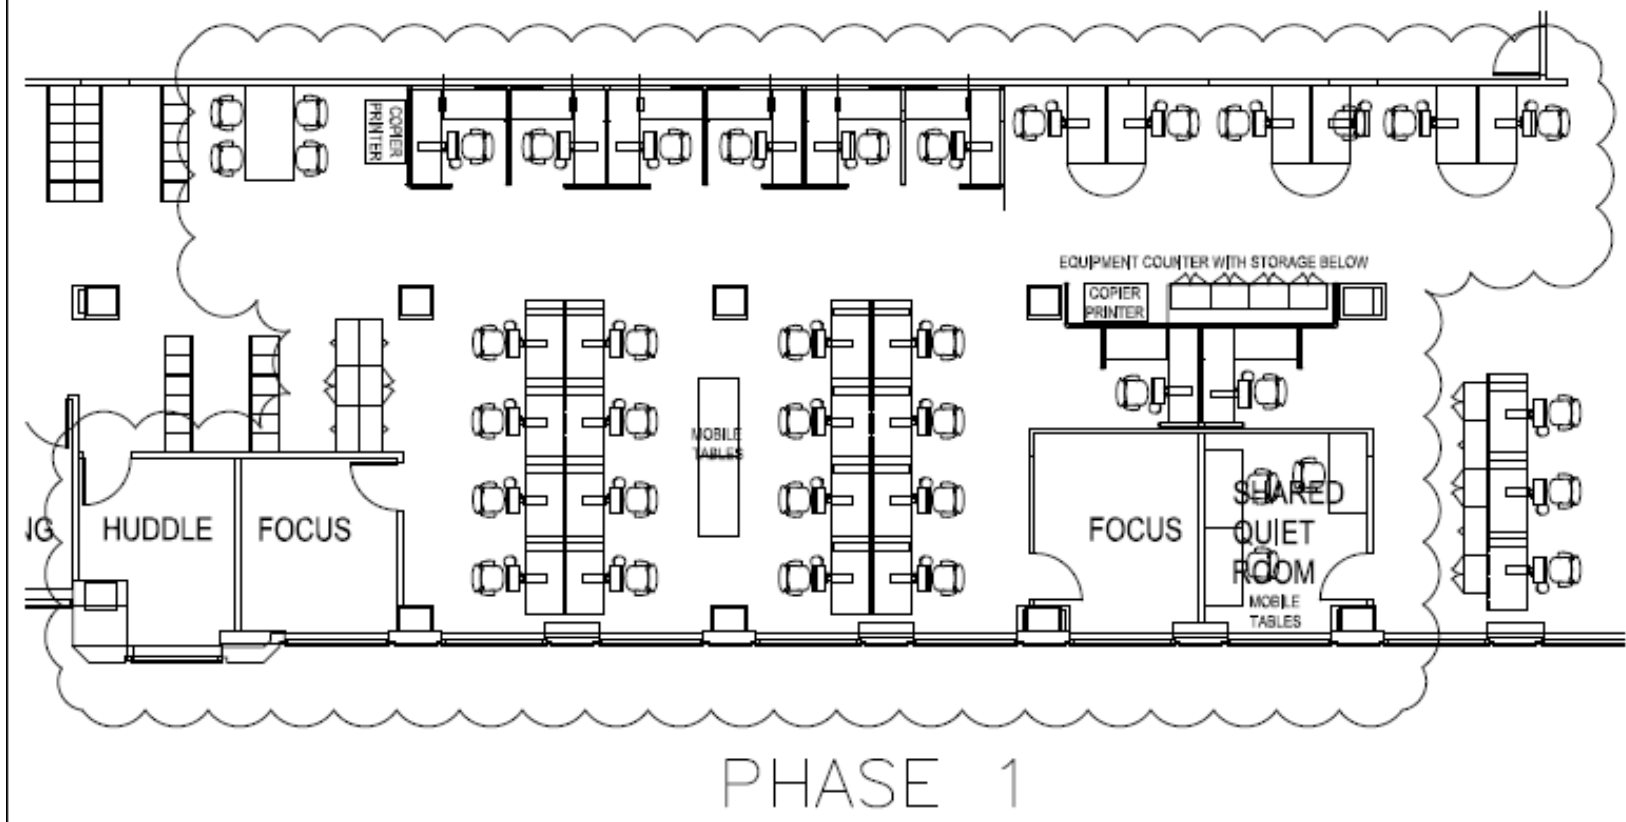 COPIER
PRINTER
EQUIPMENT COUNTER WITH STORAGE BELOW
COPIER
PRINTER
MOBILE
TABLES
NG
HUDDLE
FOCUS
FOCUS
SHARED
QUIET
ROOM
MOBILE
TABLES
PHASE 1